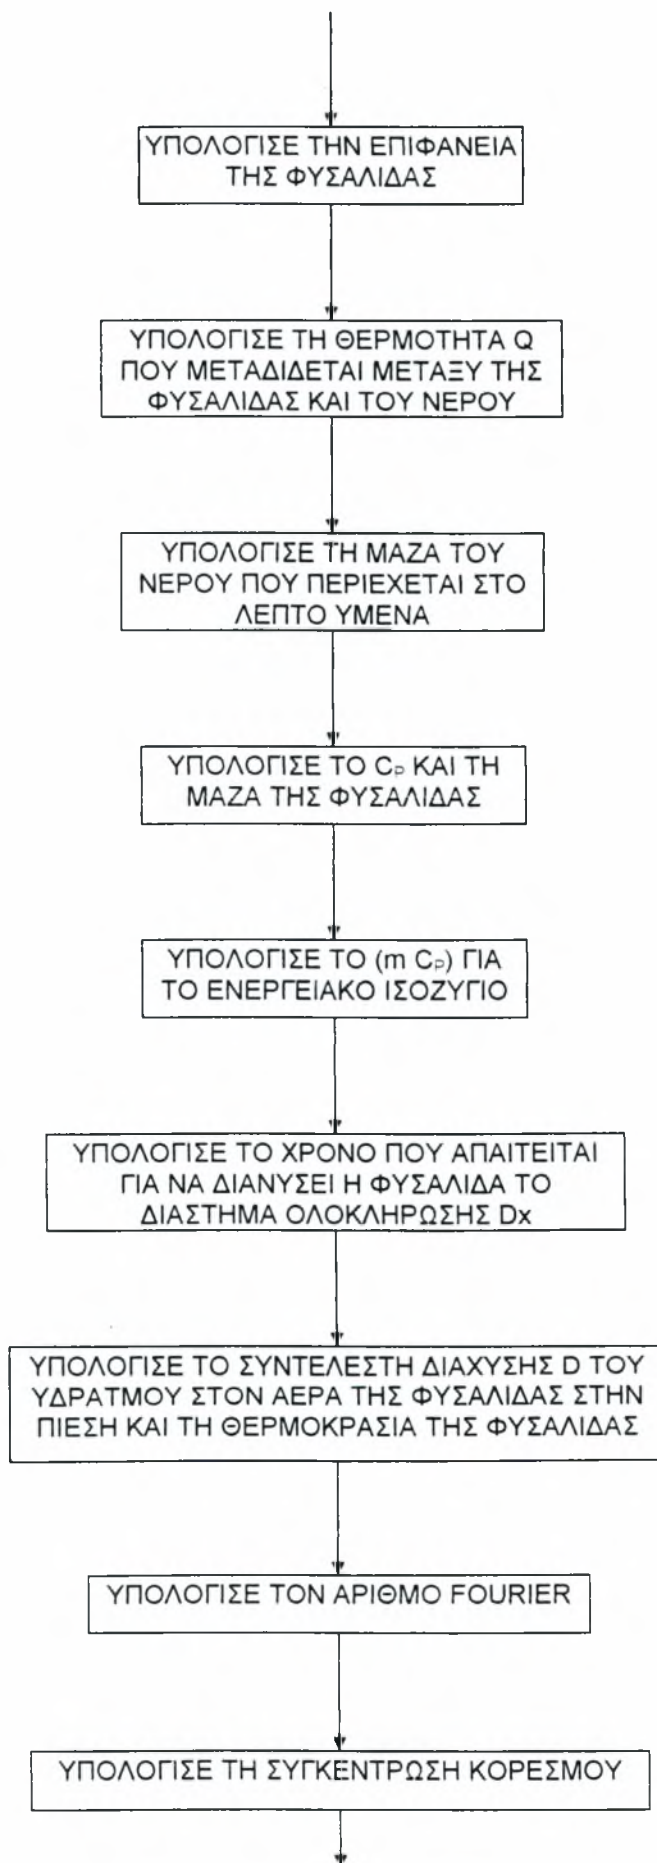 ΥΠΟΛΟΓΙΣΕ ΤΗΝ ΕΠΙΦΑΝΕΙΑ
ΤΗΣ ΦΥΣΑΛΙΔΑΣ
ΥΠΟΛΟΓΙΣΕ ΤΗ ΘΕΡΜΟΤΗΤΑ Q
ΠΟΥ ΜΕΤΑΔΙΔΕΤΑΙ ΜΕΤΑΞΥ ΤΗΣ
ΦΥΣΑΛΙΔΑΣ ΚΑΙ ΤΟΥ ΝΕΡΟΥ
ΥΠΟΛΟΓΙΣΕ ΤΗ ΜΑΖΑ ΤΟΥ
ΝΕΡΟΥ ΠΟΥ ΠΕΡΙΕΧΕΤΑΙ ΣΤΟ
ΛΕΠΤΟ ΥΜΕΝΑ
ΥΠΟΛΟΓΙΣΕ ΤΟ CP ΚΑΙ ΤΗ
ΜΑΖΑ ΤΗΣ ΦΥΣΑΛΙΔΑΣ
ΥΠΟΛΟΓΙΣΕ ΤΟ (m CP) ΓΙΑ
ΤΟ ΕΝΕΡΓΕΙΑΚΟ ΙΣΟΖΥΓΙΟ
ΥΠΟΛΟΓΙΣΕ ΤΟ ΧΡΟΝΟ ΠΟΥ ΑΠΑΙΤΕΙΤΑΙ
ΓΙΑ ΝΑ ΔΙΑΝΥΣΕΙ Η ΦΥΣΑΛΙΔΑ ΤΟ
ΔΙΑΣΤΗΜΑ ΟΛΟΚΛΗΡΩΣΗΣ Dx
ΥΠΟΛΟΓΙΣΕ ΤΟ ΣΥΝΤΕΛΕΣΤΗ ΔΙΑΧΥΣΗΣ D ΤΟΥ
ΥΔΡΑΤΜΟΥ ΣΤΟΝ ΑΕΡΑ ΤΗΣ ΦΥΣΑΛΙΔΑΣ ΣΤΗΝ
ΠΙΕΣΗ ΚΑΙ ΤΗ ΘΕΡΜΟΚΡΑΣΙΑ ΤΗΣ ΦΥΣΑΛΙΔΑΣ
ΥΠΟΛΟΓΙΣΕ ΤΟΝ ΑΡΙΘΜΟ FOURIER
ΥΠΟΛΟΓΙΣΕ ΤΗ ΣΥΓΚΕΝΤΡΩΣΗ ΚΟΡΕΣΜΟΥ